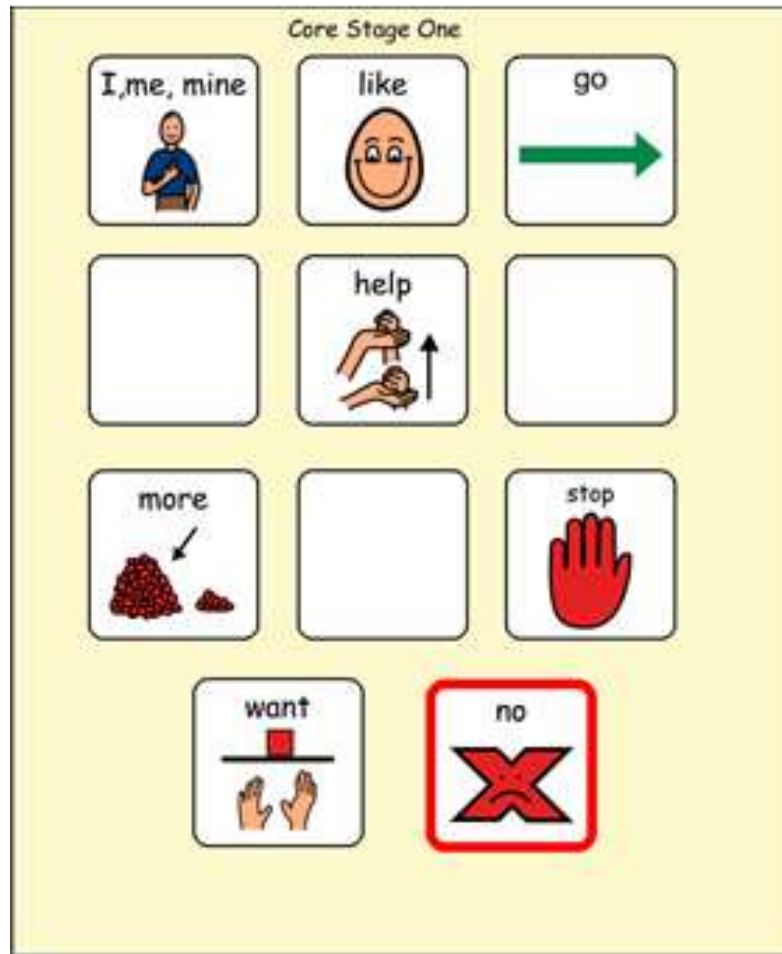 Core Stage One
I,me, mine
like
go
help
more
stop
want
no